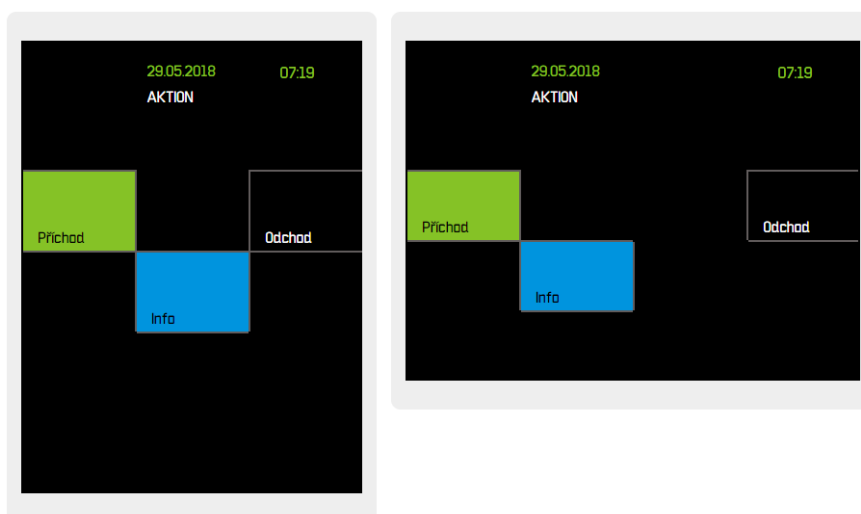 29.05.2018 07:19
AKTION
Příchod
Odchod
Info
29.05.2018 07:19
AKTION
Příchod
Odchod
Info